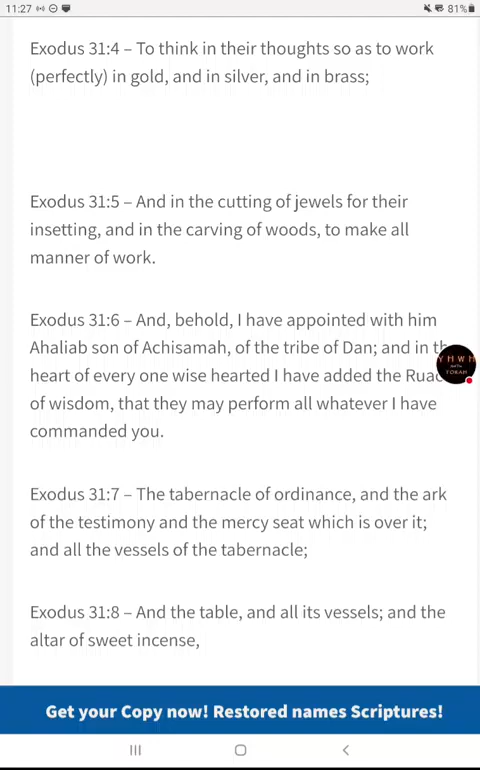 11:27
81%
Exodus 31:4 – To think in their thoughts so as to work
(perfectly) in gold, and in silver, and in brass;
Exodus 31:5 – And in the cutting of jewels for their
insetting, and in the carving of woods, to make all
manner of work.
Exodus 31:6 – And, behold, I have appointed with him
Ahaliab son of Achisamah, of the tribe of Dan; and in th
heart of every one wise hearted I have added the Ruac
of wisdom, that they may perform all whatever I have
commanded you.
YHWH
TORAH
Exodus 31:7 – The tabernacle of ordinance, and the ark
of the testimony and the mercy seat which is over it;
and all the vessels of the tabernacle;
Exodus 31:8 – And the table, and all its vessels; and the
altar of sweet incense,
Get your Copy now! Restored names Scriptures!